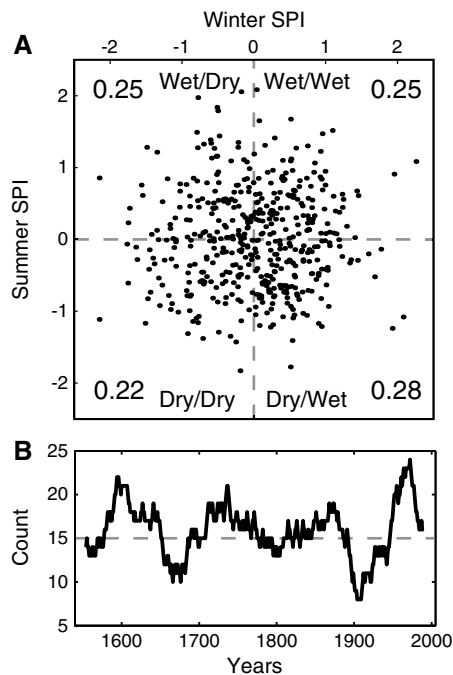 Winter SPI
A
-2 -1 0 1 2
0.25 Wet/Dry Wet/Wet 0.25
2
1
0
-1
-2
Summer SPI
0.22 Dry/Dry Dry/Wet 0.28
B
25
20
15
10
5
Count
1600 1700 1800 1900 2000
Years